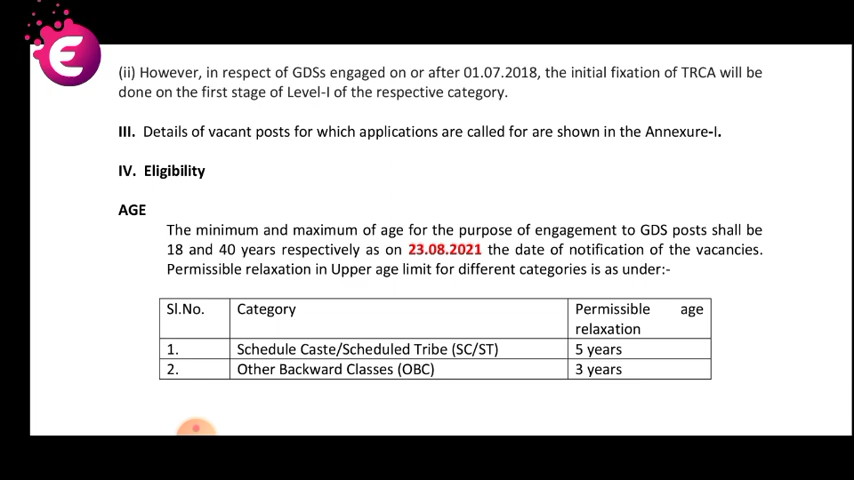 (ii) However, in respect of GDSs engaged on or after 01.07.2018, the initial fixation of TRCA will be
done on the first stage of Level-I of the respective category.
III. Details of vacant posts for which applications are called for are shown in the Annexure-I.
IV. Eligibility
AGE
The minimum and maximum of age for the purpose of engagement to GDS posts shall be
18 and 40 years respectively as on 23.08.2021 the date of notification of the vacancies.
Permissible relaxation in Upper age limit for different categories is as under:-
Sl.No. Category Permissible age
relaxation
1. Schedule Caste/Scheduled Tribe (SC/ST) 5 years
2. Other Backward Classes (OBC) 3 years